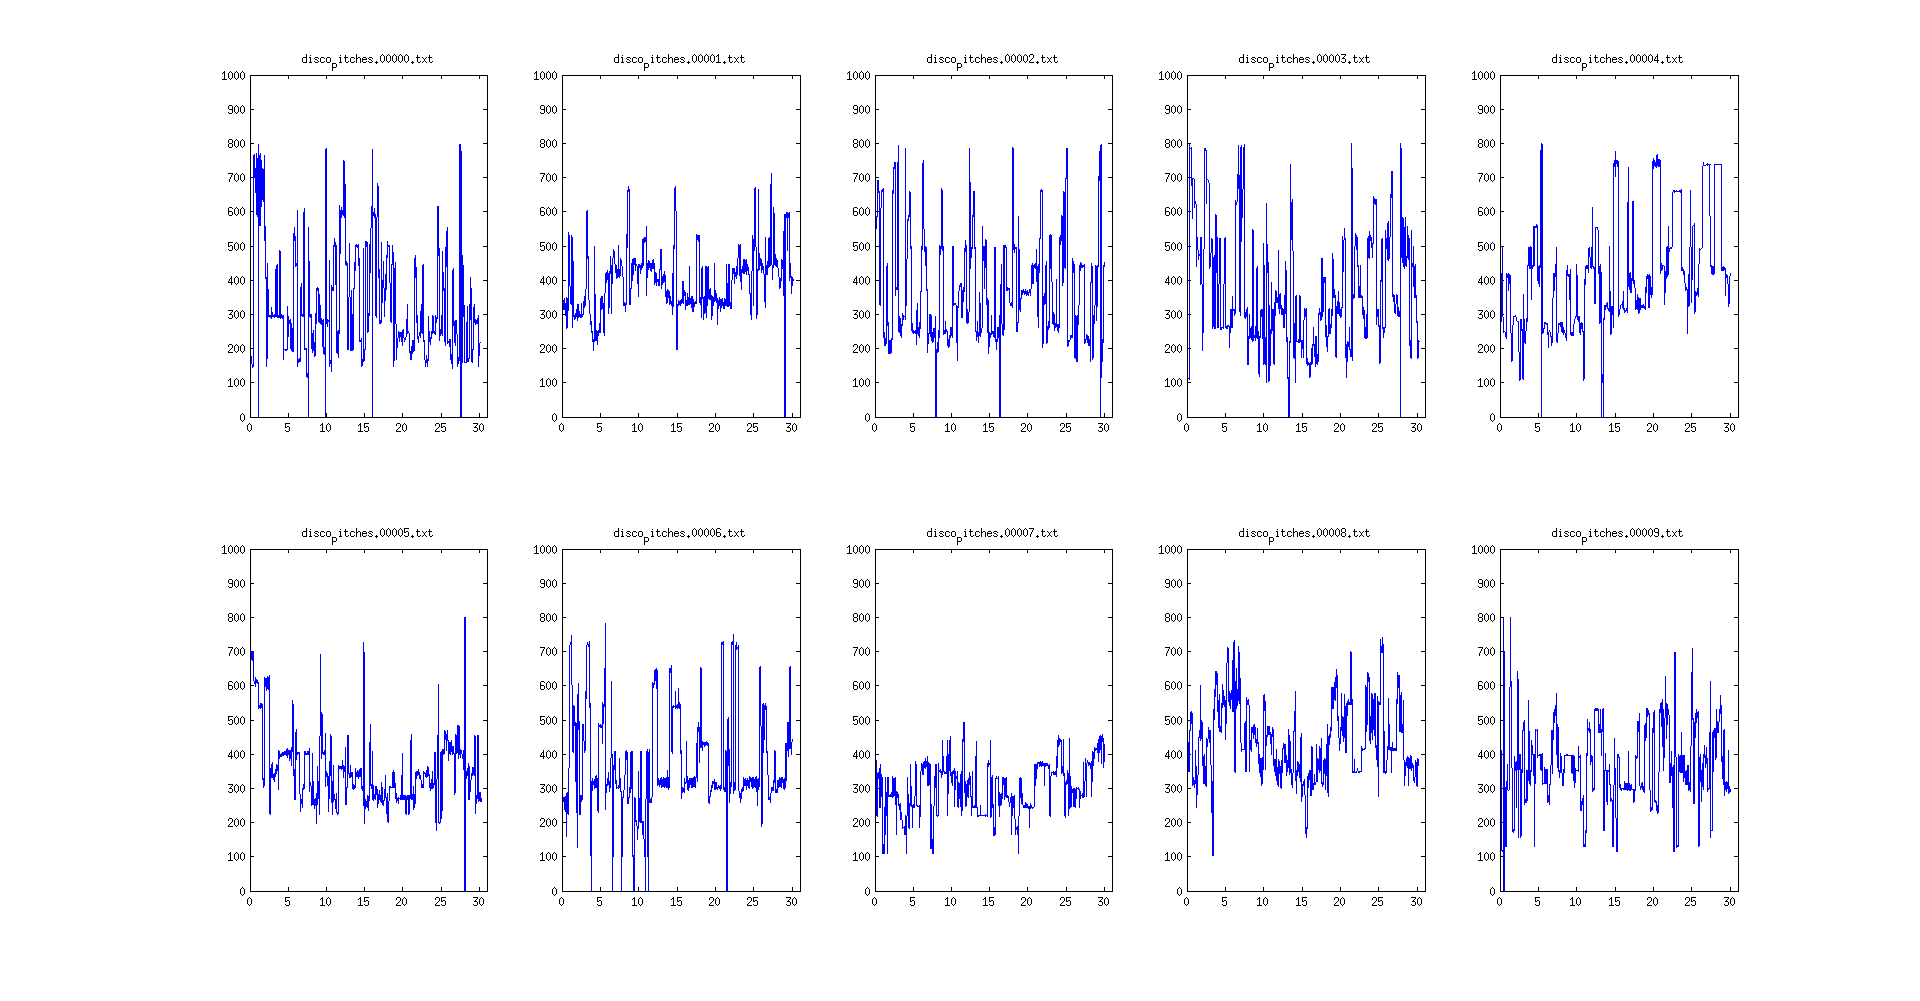 disco_pitches.00000.txt disco_pitches.00001.txt disco_pitches.00002.txt disco_pitches.00003.txt disco_pitches.00004.txt
1000 1000 1000 1000 1000
900 900 900 900 900
800 800 800 800 800
700 700 700 700 700
600 600 600 600 600
500 500 500 500 500
400 400 400 400 400
300 300 300 300 300
200 200 200 200 200
100 100 100 100 100
0 0 0 0 0
0 5 10 15 20 25 30 0 5 10 15 20 25 30 0 5 10 15 20 25 30 0 5 10 15 20 25 30 0 5 10 15 20 25 30
disco_pitches.00005.txt disco_pitches.00006.txt disco_pitches.00007.txt disco_pitches.00008.txt disco_pitches.00009.txt
1000 1000 1000 1000 1000
900 900 900 900 900
800 800 800 800 800
700 700 700 700 700
600 600 600 600 600
500 500 500 500 500
400 400 400 400 400
300 300 300 300 300
200 200 200 200 200
100 100 100 100 100
0 0 0 0 0
0 5 10 15 20 25 30 0 5 10 15 20 25 30 0 5 10 15 20 25 30 0 5 10 15 20 25 30 0 5 10 15 20 25 30